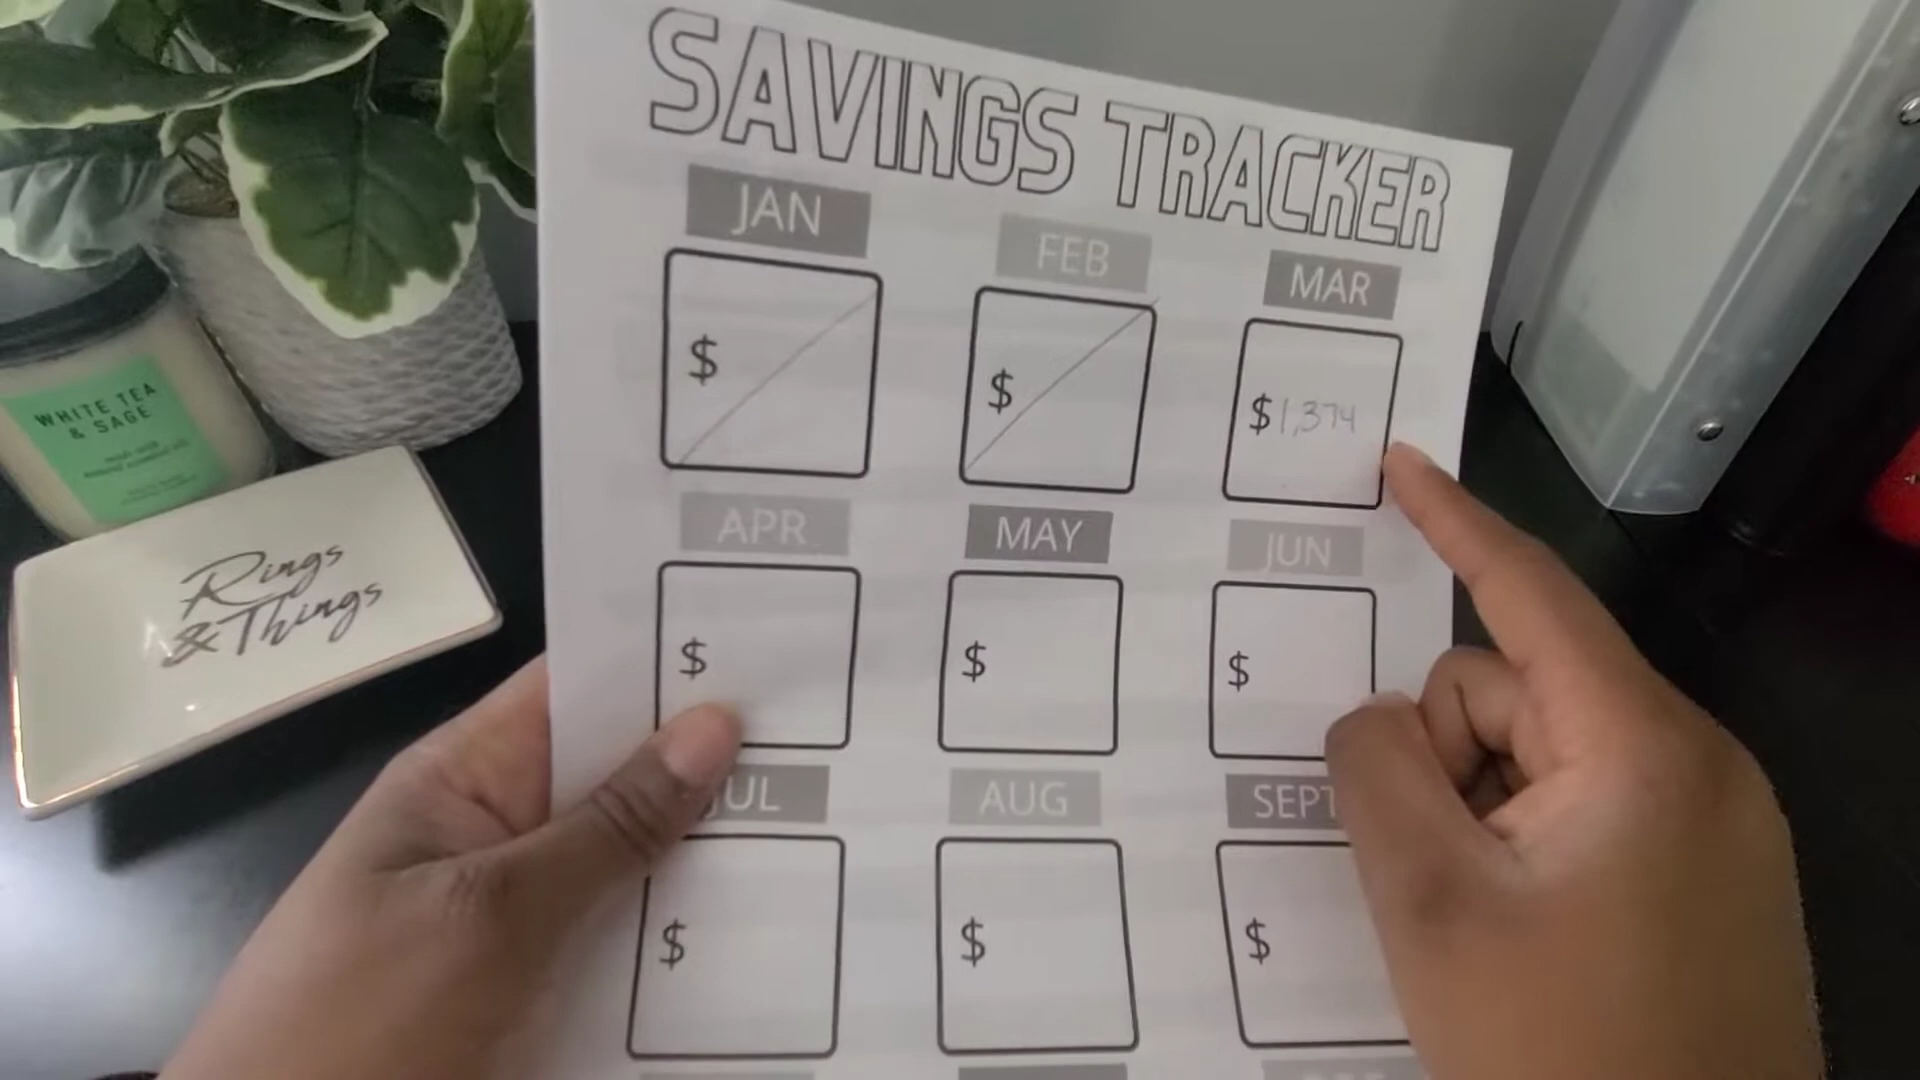 SAVINGS TRACKER
JAN
FEB
MAR
$
$
$1,374
APR
MAY
JUN
$
$
$
JUL
AUG
SEPT
$
$
$
WHITE TEA
& SAGE
Rings
& Things